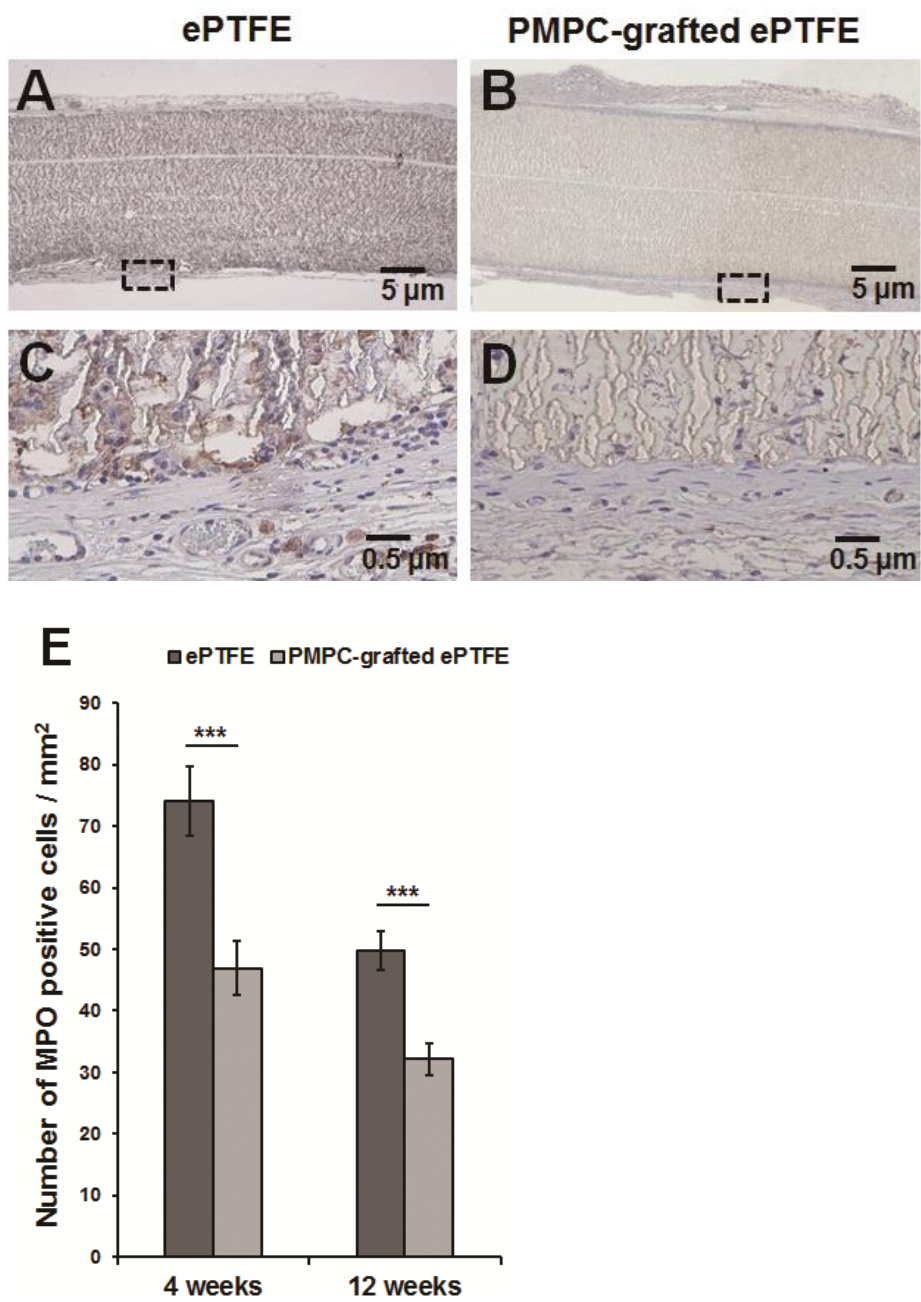 ePTFE
PMPC-grafted ePTFE
A
B
5 µm
5 µm
C
D
0.5 µm
0.5 µm
E
ePTFE PMPC-grafted ePTFE
Number of MPO positive cells / mm²
90
80
70
60
50
40
30
20
10
0
***
***
4 weeks 12 weeks